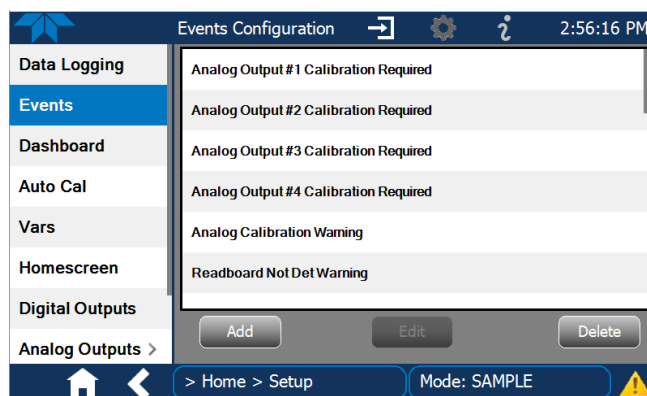 Events Configuration
2:56:16 PM
Data Logging
Events
Dashboard
Auto Cal
Vars
Homescreen
Digital Outputs
Analog Outputs >
Analog Output #1 Calibration Required
Analog Output #2 Calibration Required
Analog Output #3 Calibration Required
Analog Output #4 Calibration Required
Analog Calibration Warning
Readboard Not Det Warning
Add
Edit
Delete
> Home > Setup
Mode: SAMPLE